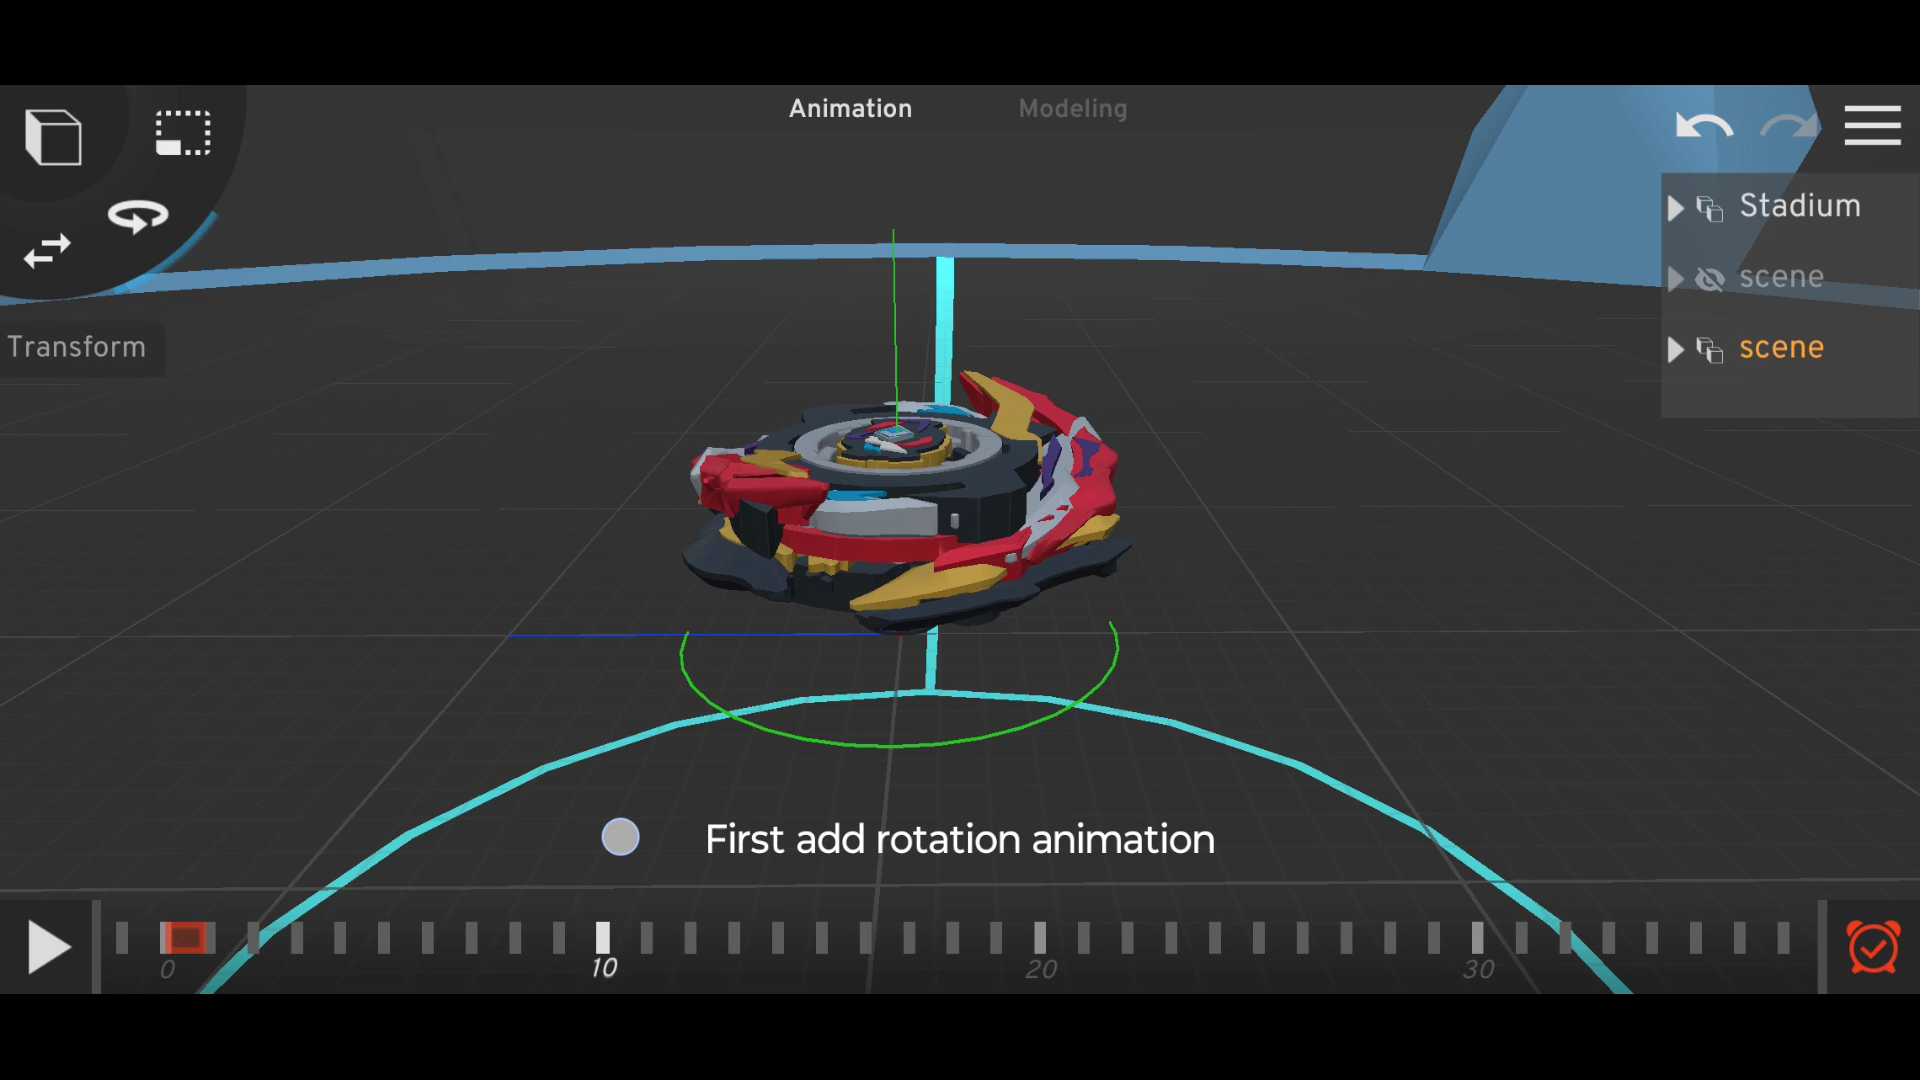 Animation
Modeling
Stadium
scene
Transform
scene
First add rotation animation
0
10
20
30